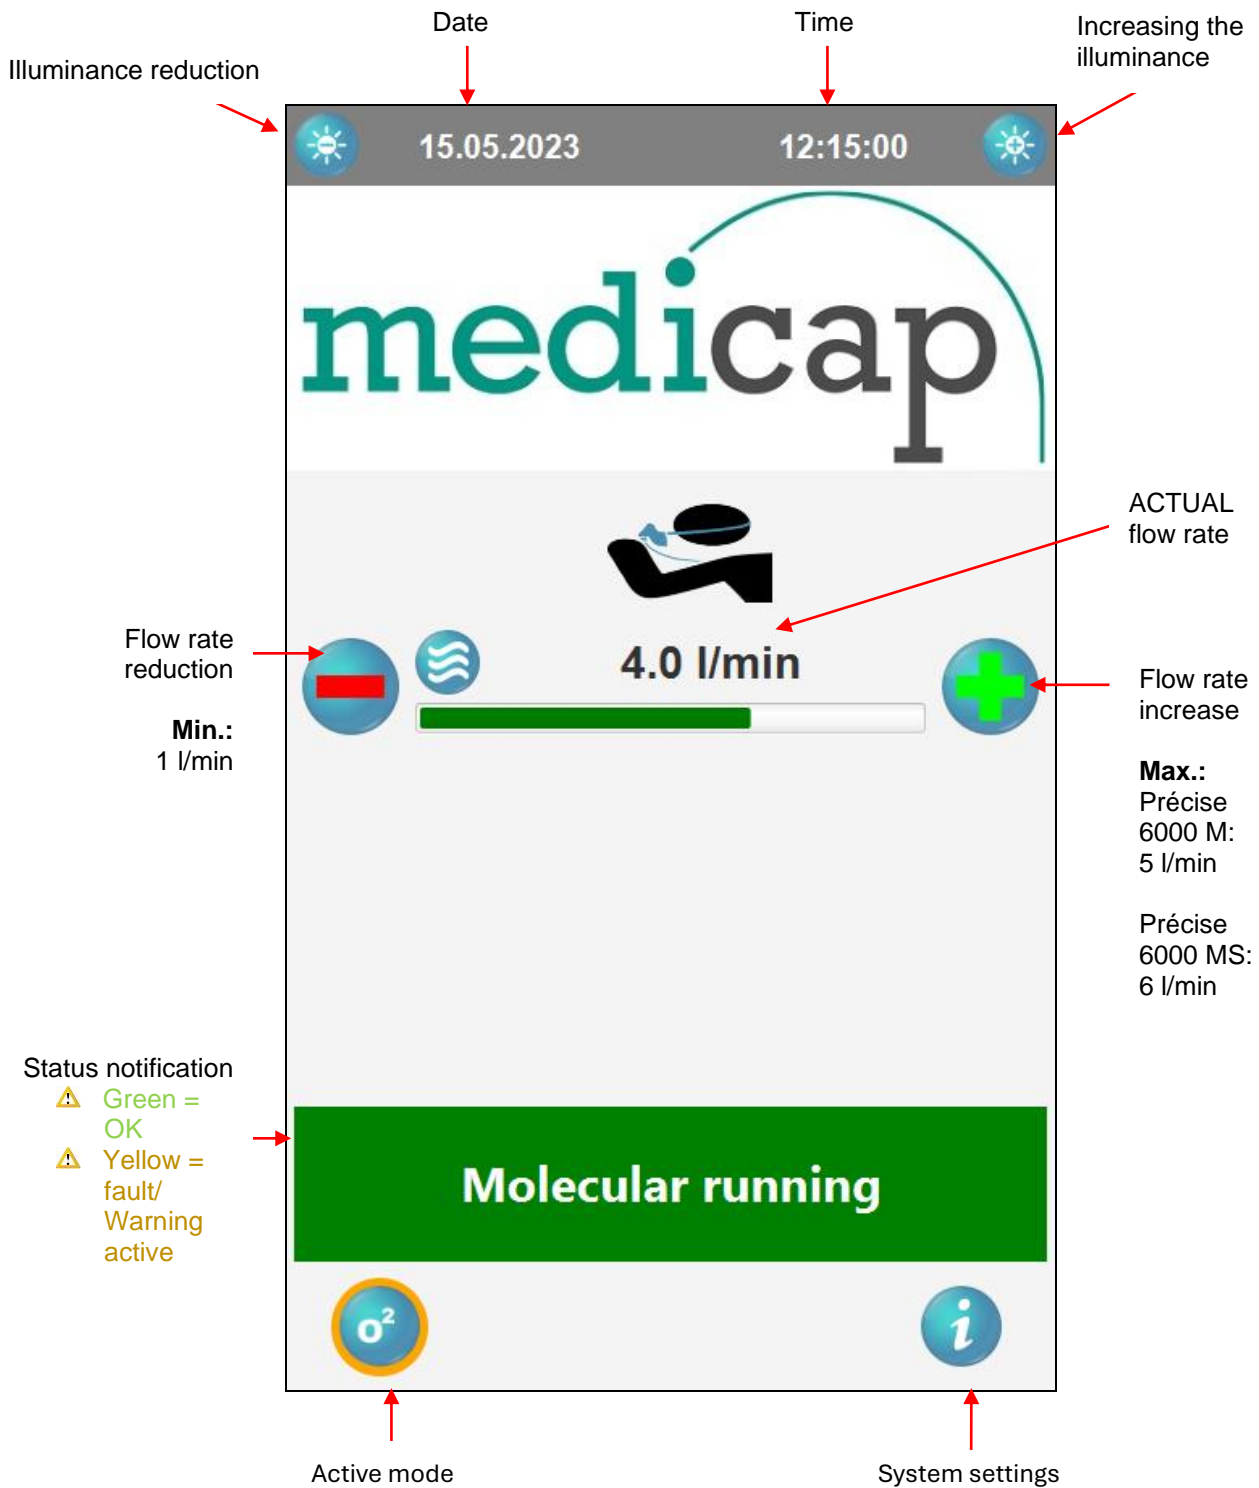 Date
Time
Increasing the
illuminance
Illuminance reduction
15.05.2023
12:15:00
medicap
ACTUAL
flow rate
Flow rate
reduction
Min.:
1 l/min
4.0 l/min
Flow rate
increase
Max.:
Précise
6000 M:
5 l/min
Précise
6000 MS:
6 l/min
Status notification
Green =
OK
Yellow =
fault/
Warning
active
Molecular running
o²
i
Active mode
System settings